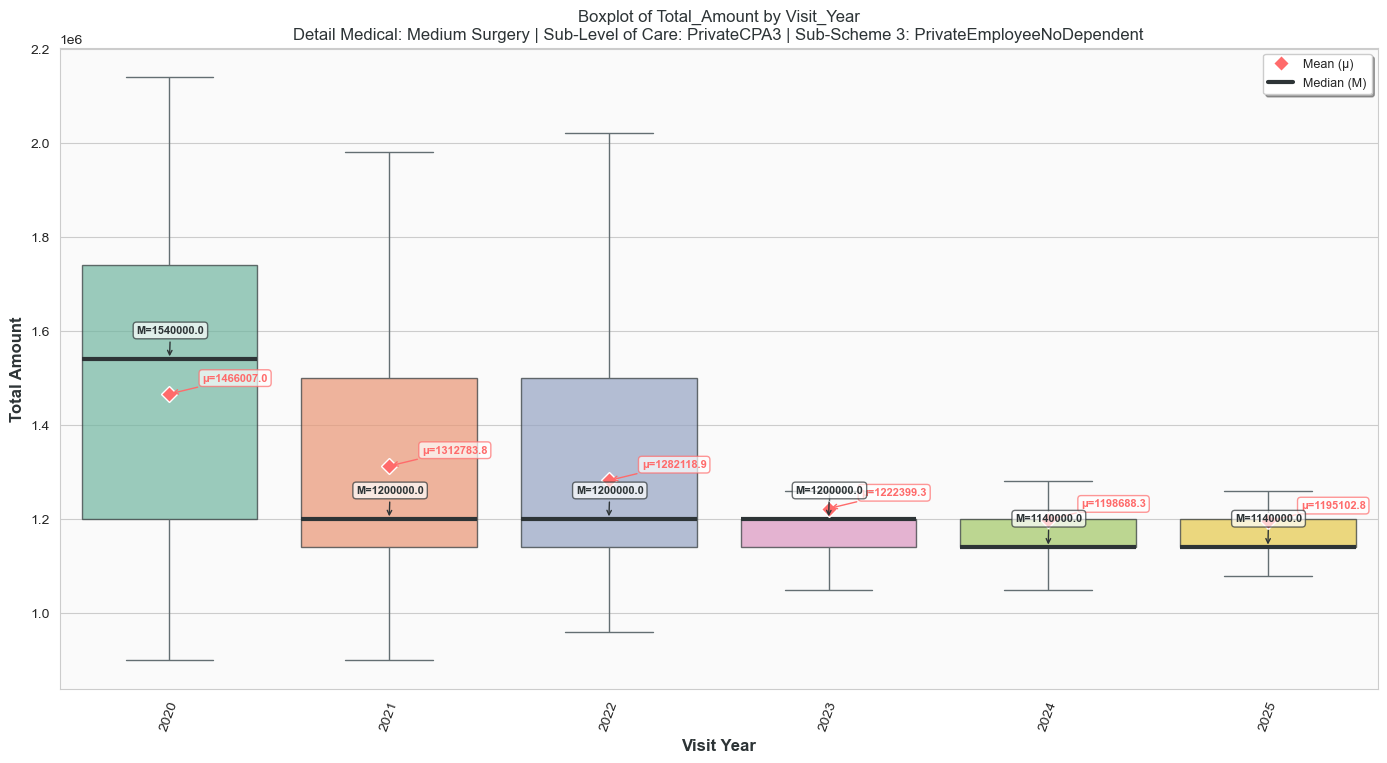 Boxplot of Total_Amount by Visit_Year
Detail Medical: Medium Surgery | Sub-Level of Care: PrivateCPA3 | Sub-Scheme 3: PrivateEmployeeNoDependent
1e6
2.2
2.0
1.8
1.6
1.4
1.2
1.0
Total Amount
Mean (μ)
Median (M)
M=1540000.0
μ=1466007.0
μ=1312783.8
M=1200000.0
μ=1282118.9
M=1200000.0
M=1200000.0
μ=1222399.3
μ=1198688.3
M=1140000.0
μ=1195102.8
M=1140000.0
2020
2021
2022
2023
2024
2025
Visit Year